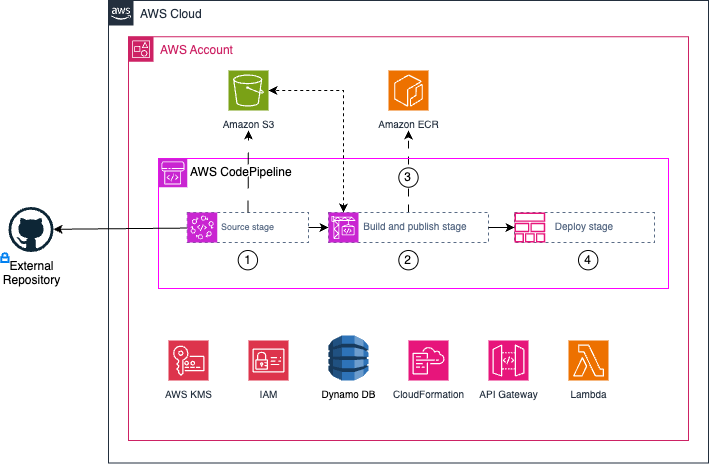 aws
AWS Cloud
AWS Account
Amazon S3
Amazon ECR
AWS CodePipeline
3
Source stage
Build and publish stage
Deploy stage
1
2
4
External
Repository
AWS KMS
IAM
Dynamo DB
CloudFormation
API Gateway
Lambda